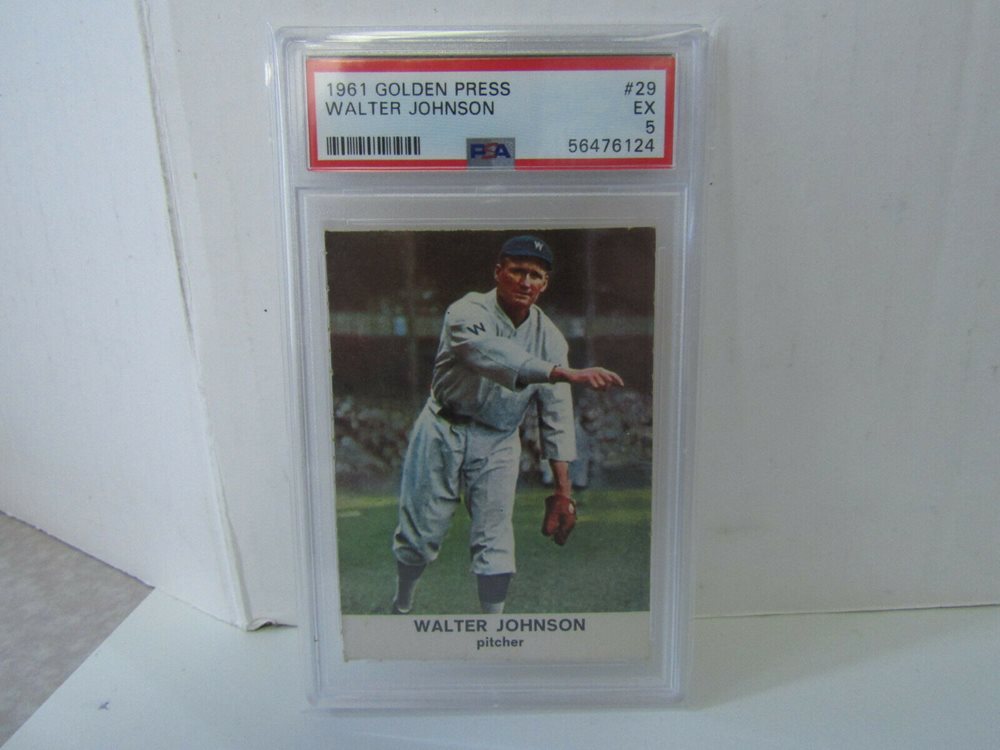 1961 GOLDEN PRESS #29
WALTER JOHNSON EX
5
PSA 56476124
W
W
WALTER JOHNSON
pitcher